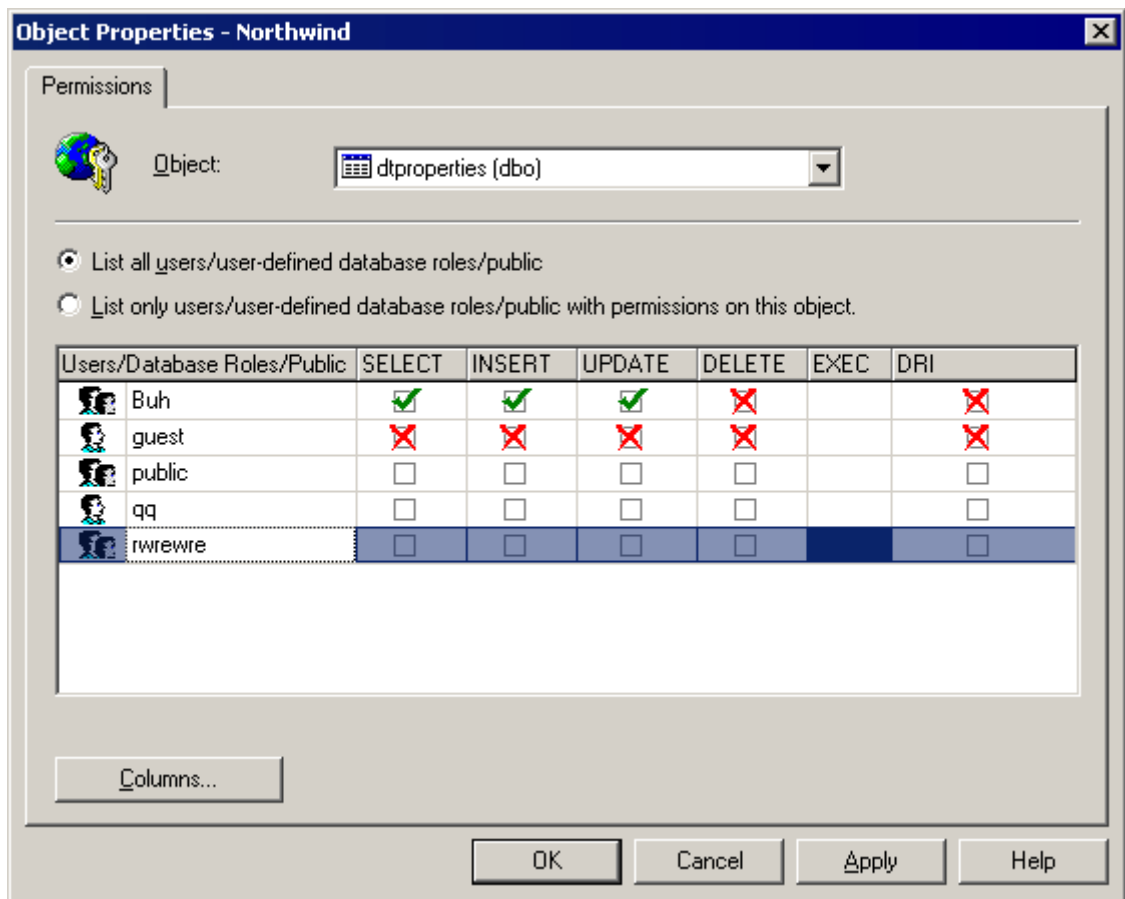 Object Properties - Northwind
Permissions
Object: dtproperties (dbo)
List all users/user-defined database roles/public
List only users/user-defined database roles/public with permissions on this object.
Users/Database Roles/Public SELECT INSERT UPDATE DELETE EXEC DRI
Buh
guest
public
qq
rwrewre
Columns...
OK Cancel Apply Help